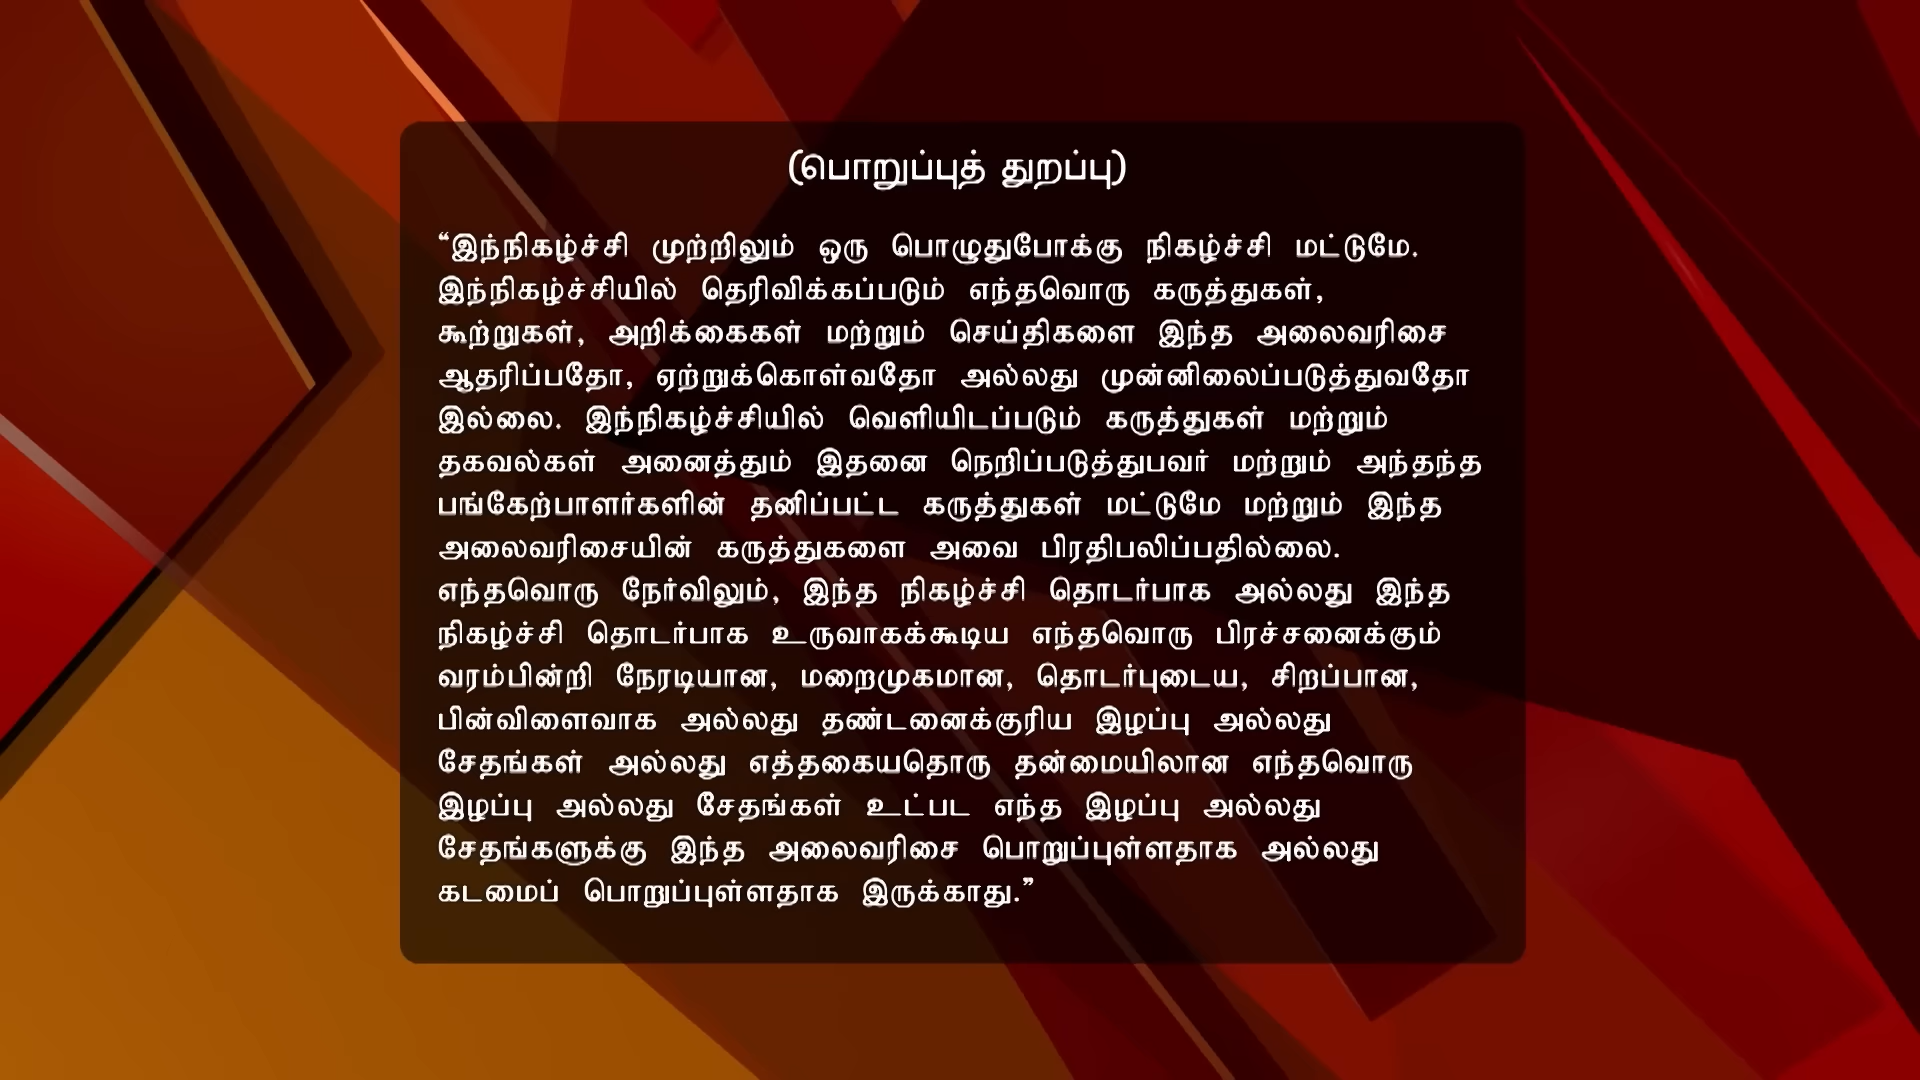 (பொறுப்புத் துறப்பு)
“இந்நிகழ்ச்சி முற்றிலும் ஒரு பொழுதுபோக்கு நிகழ்ச்சி மட்டுமே.
இந்நிகழ்ச்சியில் தெரிவிக்கப்படும் எந்தவொரு கருத்துகள்,
கூற்றுகள், அறிக்கைகள் மற்றும் செய்திகளை இந்த அலைவரிசை
ஆதரிப்பதோ, ஏற்றுக்கொள்வதோ அல்லது முன்னிலைப்படுத்துவதோ
இல்லை. இந்நிகழ்ச்சியில் வெளியிடப்படும் கருத்துகள் மற்றும்
தகவல்கள் அனைத்தும் இதனை நெறிப்படுத்துபவர் மற்றும் அந்தந்த
பங்கேற்பாளர்களின் தனிப்பட்ட கருத்துகள் மட்டுமே மற்றும் இந்த
அலைவரிசையின் கருத்துகளை அவை பிரதிபலிப்பதில்லை.
எந்தவொரு நேர்விலும், இந்த நிகழ்ச்சி தொடர்பாக அல்லது இந்த
நிகழ்ச்சி தொடர்பாக உருவாகக்கூடிய எந்தவொரு பிரச்சனைக்கும்
வரம்பின்றி நேரடியான, மறைமுகமான, தொடர்புடைய, சிறப்பான,
பின்விளைவாக அல்லது தண்டனைக்குரிய இழப்பு அல்லது
சேதங்கள் அல்லது எத்தகையதொரு தன்மையிலான எந்தவொரு
இழப்பு அல்லது சேதங்கள் உட்பட எந்த இழப்பு அல்லது
சேதங்களுக்கு இந்த அலைவரிசை பொறுப்புள்ளதாக அல்லது
கடமைப் பொறுப்புள்ளதாக இருக்காது.”